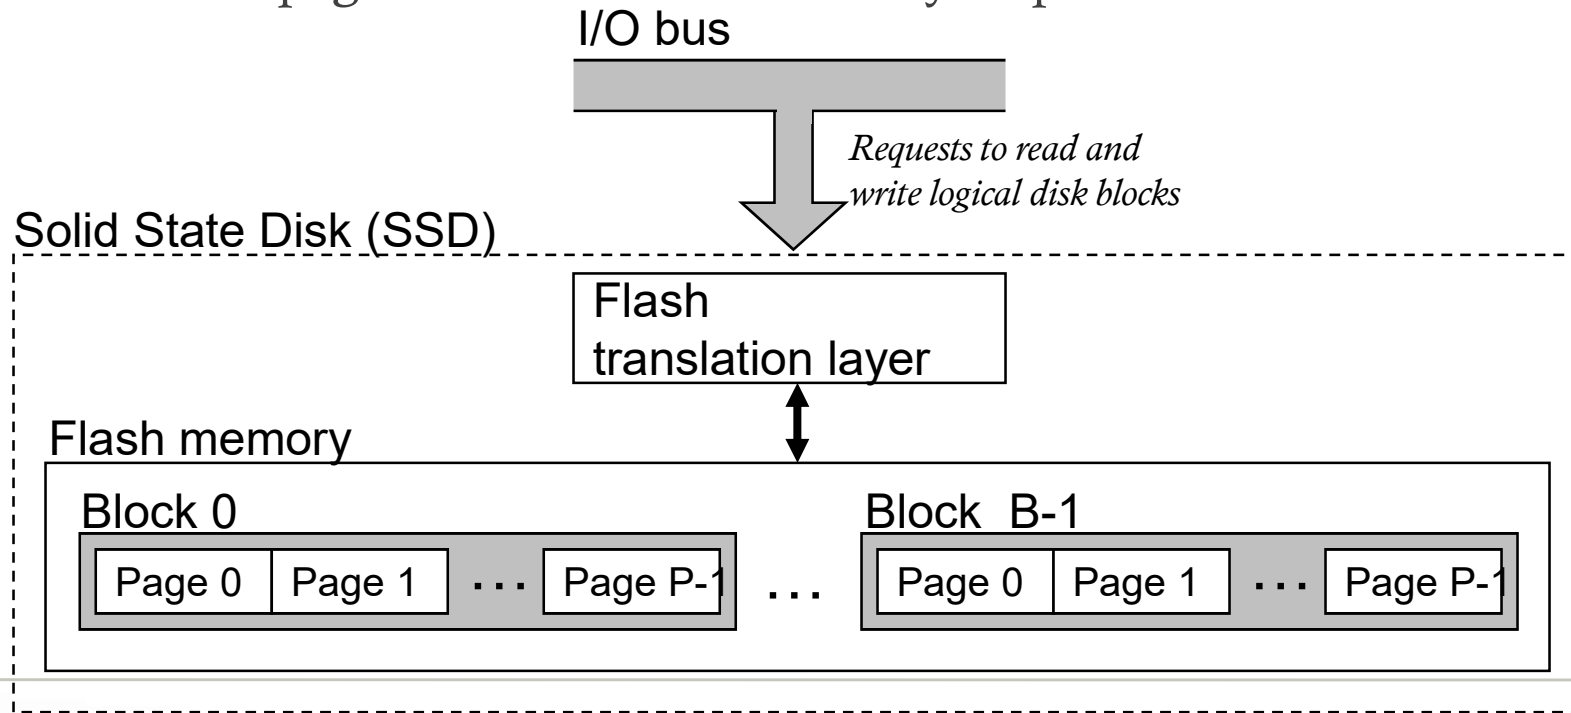 I/O bus
Requests to read and
write logical disk blocks
Solid State Disk (SSD)
Flash
translation layer
Flash memory
Block 0
Block B-1
Page 0 Page 1 ... Page P-1 ... Page 0 Page 1 ... Page P-1